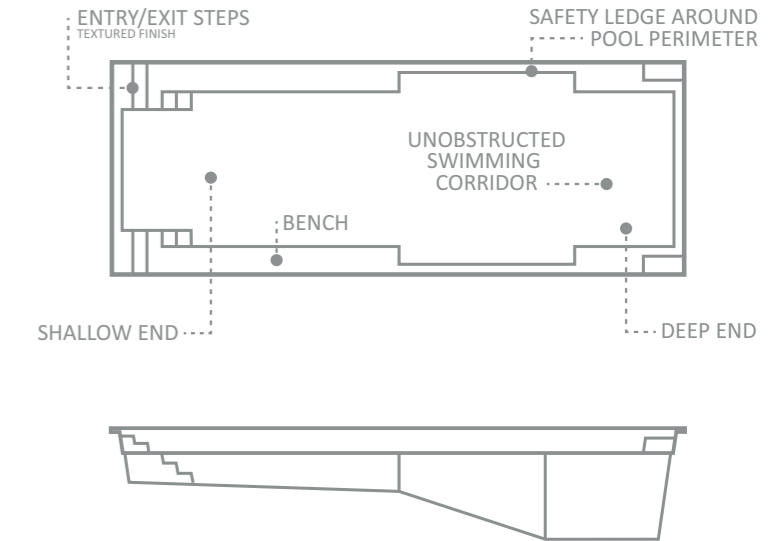 ENTRY/EXIT STEPS
TEXTURED FINISH
SAFETY LEDGE AROUND
POOL PERIMETER
UNOBSTRUCTED
SWIMMING
CORRIDOR
BENCH
SHALLOW END
DEEP END